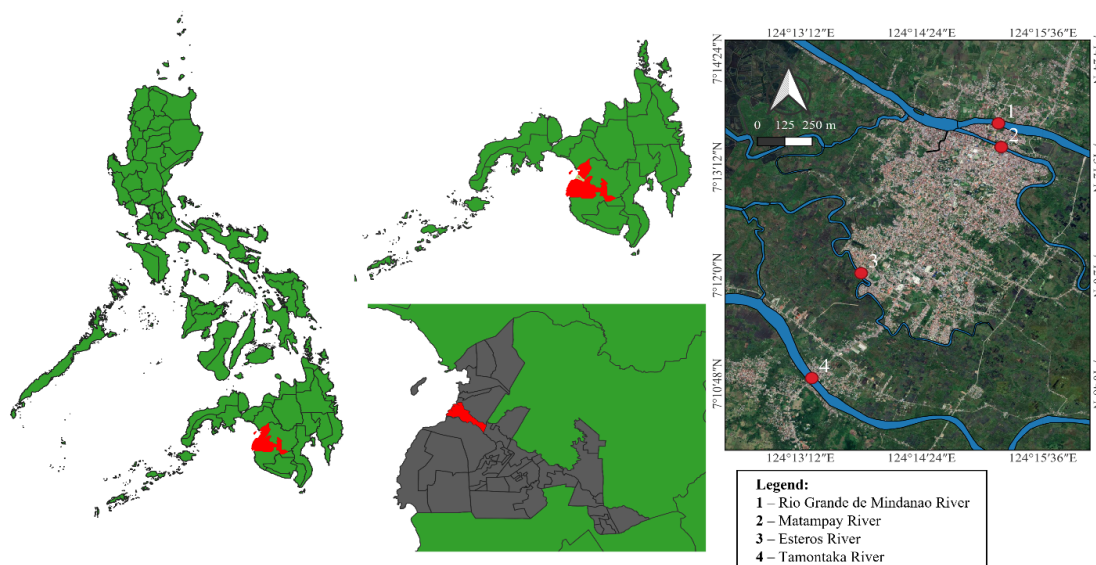 124°13′12″E 124°14′24″E 124°15′36″E
7°14′24″N
7°13′12″N
7°12′0″N
7°10′48″N
0 125 250 m
1
2
3
4
124°13′12″E 124°14′24″E 124°15′36″E
Legend:
1 – Rio Grande de Mindanao River
2 – Matampay River
3 – Esteros River
4 – Tamontaka River